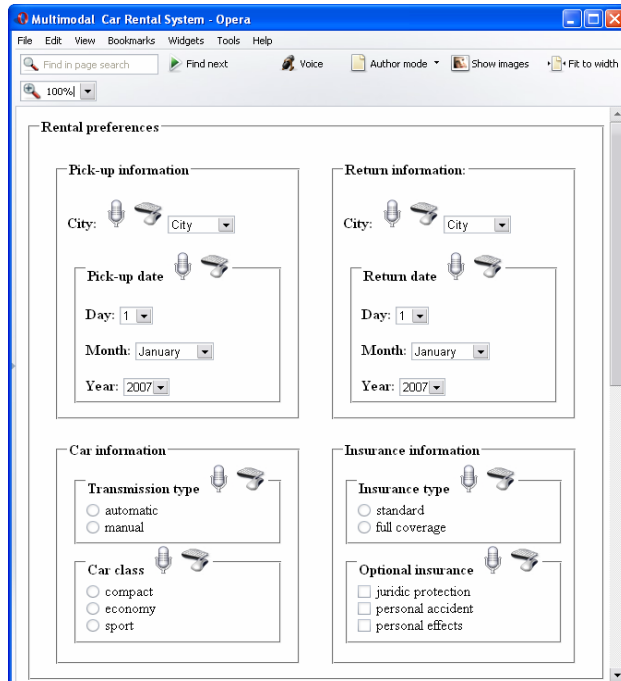 Multimodal Car Rental System - Opera
File Edit View Bookmarks Widgets Tools Help
Find in page search Find next Voice Author mode Show images Fit to width
100%
Rental preferences
Pick-up information
City: City
Pick-up date
Day: 1
Month: January
Year: 2007
Return information:
City: City
Return date
Day: 1
Month: January
Year: 2007
Car information
Transmission type
automatic
manual
Car class
compact
economy
sport
Insurance information
Insurance type
standard
full coverage
Optional insurance
juridic protection
personal accident
personal effects